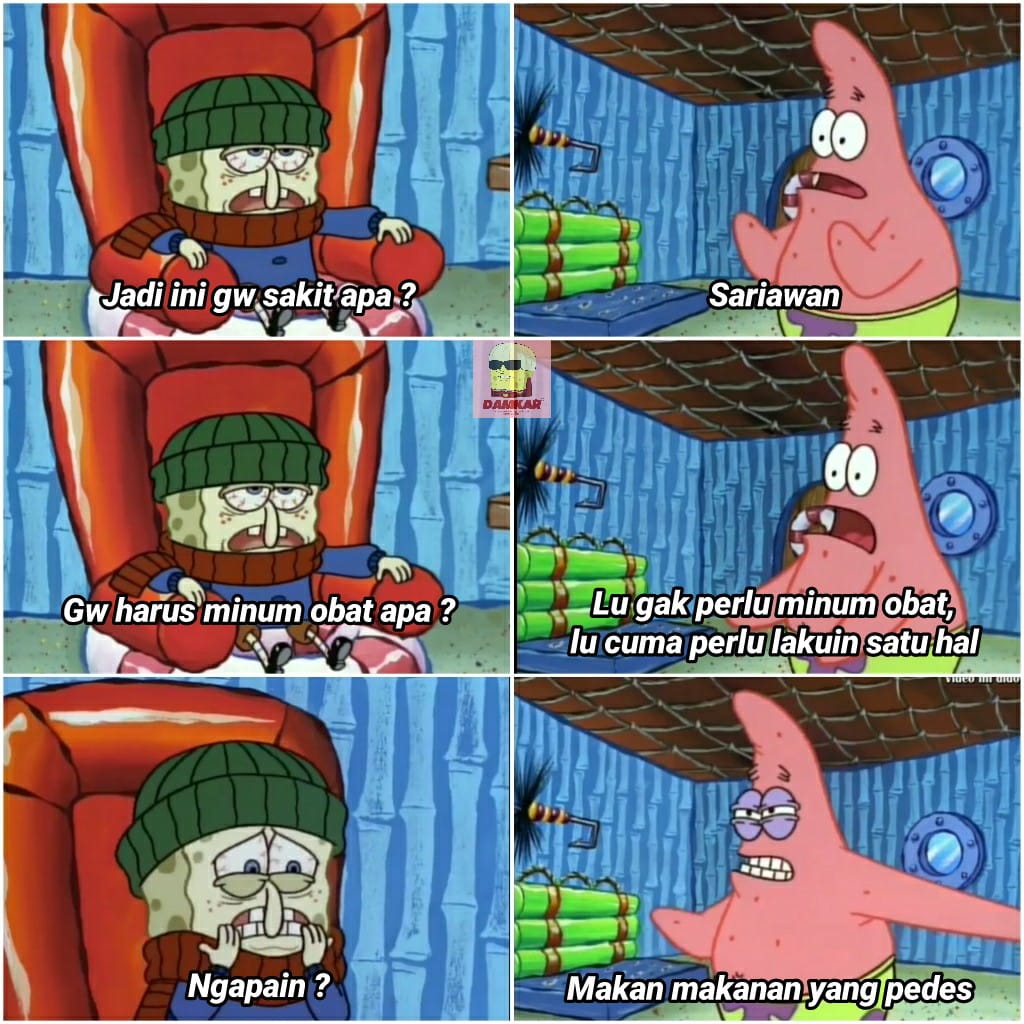 Jadi ini gw sakit apa ?
Sariawan
DAMKAR
Gw harus minum obat apa ?
Lu gak perlu minum obat,
lu cuma perlu lakuin satu hal
Ngapain ?
Makan makanan yang pedes